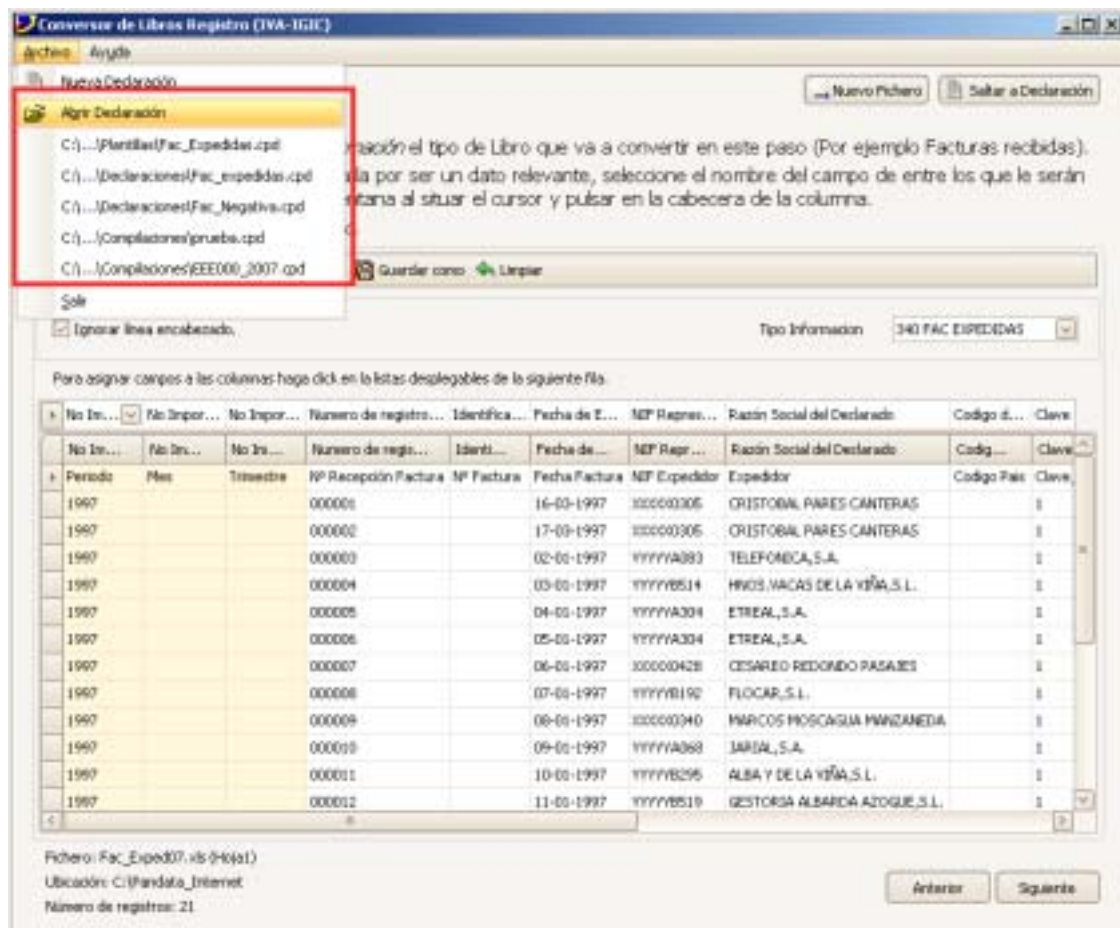 Conversor de Libros Registro (IVA-IGIC)
Archivo Ayuda
Nueva Declaración
Nuevo Fichero Saltar a Declaración
Abrir Declaración
C:\...\Plantillas\Fac_Expedidas.cpd
el tipo de Libro que va a convertir en este paso (Por ejemplo Facturas recibidas).
C:\...\Declaraciones\Fac_expedidas.cpd
por ser un dato relevante, seleccione el nombre del campo de entre los que le serán
C:\...\Declaraciones\Fac_Negativa.cpd
al situar el cursor y pulsar en la cabecera de la columna.
C:\...\Compilaciones\prueba.cpd
C:\...\Compilaciones\EEE000_2007.cpd
Guardar como Limpiar
Salir
Ignorar línea encabezado.
Tipo Informacion 340 FAC EXPEDIDAS
Para asignar campos a las columnas haga click en la listas desplegables de la siguiente fila.
No Im... No Impor... No Impor... Numero de registro... Identifica... Fecha de E... NIF Repres... Razón Social del Declarado Codigo d... Clave
No Im... No Im... No Im... Numero de regis... Identi... Fecha de ... NIF Repr... Razón Social del Declarado Codig... Clave
Periodo Mes Trimestre Nº Recepción Factura Nº Factura Fecha Factura NIF Expedidor Expedidor Codigo Pais Clave,
1997 000001 16-03-1997 CRISTOBAL PARES CANTERAS 1
1997 000002 17-03-1997 CRISTOBAL PARES CANTERAS 1
1997 000003 02-01-1997 YYYYYA083 TELEFONICA,S.A. 1
1997 000004 03-01-1997 YYYYYB514 HNOS.VACAS DE LA VIÑA,S.L. 1
1997 000005 04-01-1997 YYYYYA304 ETREAL,S.A. 1
1997 000006 05-01-1997 YYYYYA304 ETREAL,S.A. 1
1997 000007 06-01-1997 CESAREO REDONDO PASAJES 1
1997 000008 07-01-1997 YYYYYB192 FLOCAR,S.L. 1
1997 000009 08-01-1997 MARCOS MOSCAGUA MANZANEDA 1
1997 000010 09-01-1997 YYYYYA068 JARIAL,S.A. 1
1997 000011 10-01-1997 YYYYYB295 ALBA Y DE LA VIÑA,S.L. 1
1997 000012 11-01-1997 YYYYYB519 GESTORIA ALBARDA AZOGUE,S.L. 1
Fichero: Fac_Exped07.xls (Hoja1)
Ubicación: C:\Pandata_Internet
Anterior Siguiente
Número de registros: 21